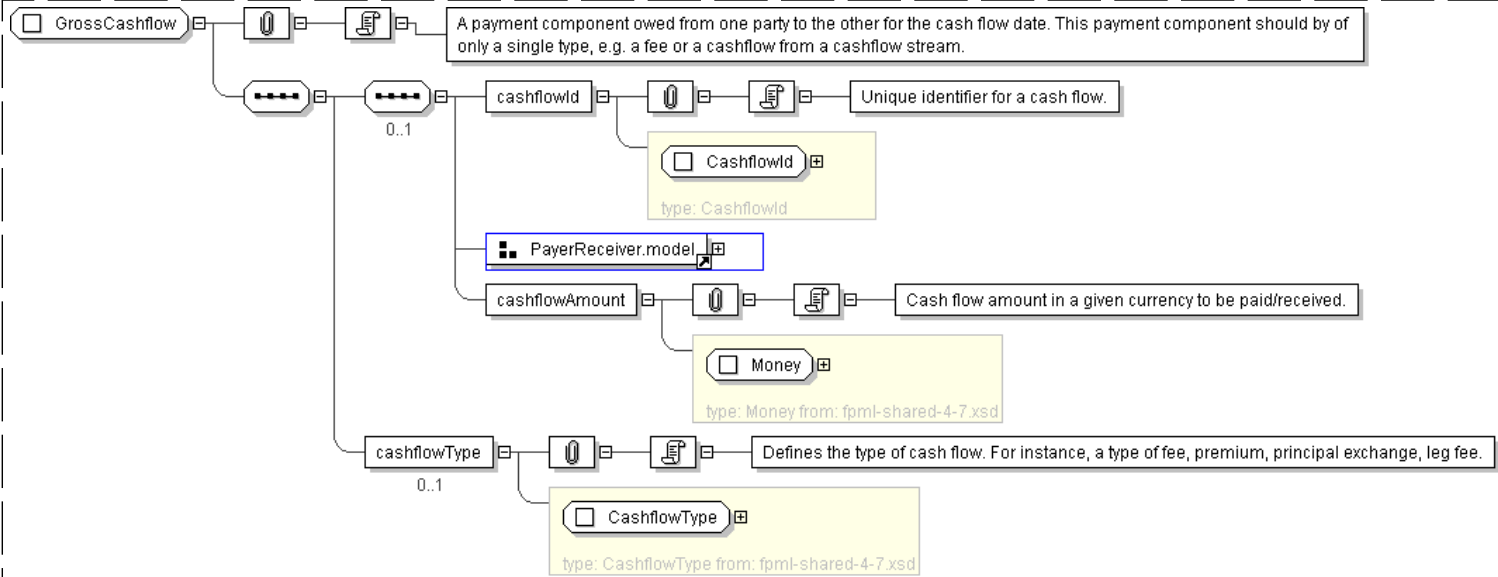 GrossCashflow
A payment component owed from one party to the other for the cash flow date. This payment component should by of
only a single type, e.g. a fee or a cashflow from a cashflow stream.
0..1
cashflowId
Unique identifier for a cash flow.
CashflowId
type: CashflowId
PayerReceiver.model
cashflowAmount
Cash flow amount in a given currency to be paid/received.
Money
type: Money from: fpml-shared-4-7.xsd
cashflowType
0..1
Defines the type of cash flow. For instance, a type of fee, premium, principal exchange, leg fee.
CashflowType
type: CashflowType from: fpml-shared-4-7.xsd